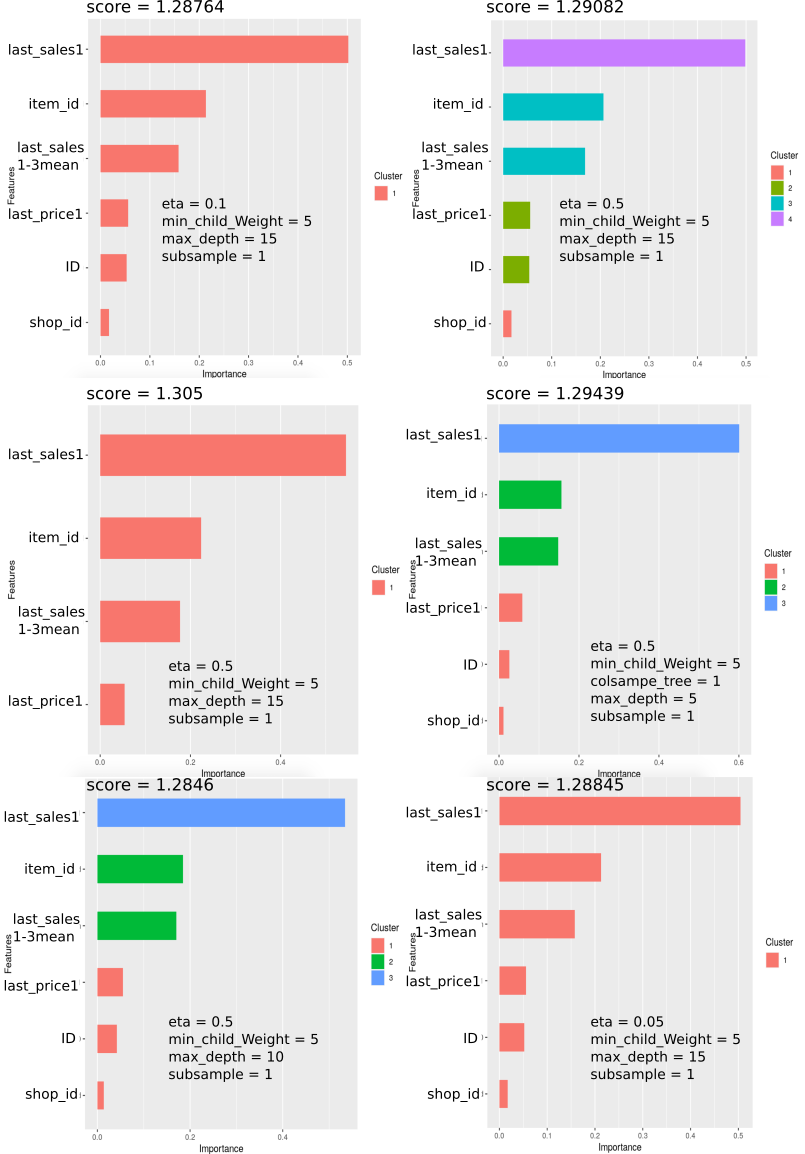 score = 1.28764
last_sales1
item_id
last_sales
1-3mean
last_price1
ID
shop_id
Features
eta = 0.1
min_child_Weight = 5
max_depth = 15
subsample = 1
Cluster
1
0.0 0.1 0.2 0.3 0.4 0.5
Importance
score = 1.29082
last_sales1
item_id
last_sales
1-3mean
last_price1
ID
shop_id
Features
eta = 0.5
min_child_Weight = 5
max_depth = 15
subsample = 1
Cluster
1
2
3
4
0.0 0.1 0.2 0.3 0.4 0.5
Importance
score = 1.305
last_sales1
item_id
last_sales
1-3mean
last_price1
Features
eta = 0.5
min_child_Weight = 5
max_depth = 15
subsample = 1
Cluster
1
0.0 0.2 0.4
Importance
score = 1.29439
last_sales1
item_id
last_sales
1-3mean
last_price1
ID
shop_id
Features
eta = 0.5
min_child_Weight = 5
colsampe_tree = 1
max_depth = 5
subsample = 1
Cluster
1
2
3
0.0 0.2 0.4 0.6
Importance
score = 1.2846
last_sales1
item_id
last_sales
1-3mean
last_price1
ID
shop_id
Features
eta = 0.5
min_child_Weight = 5
max_depth = 10
subsample = 1
Cluster
1
2
3
0.0 0.2 0.4
Importance
score = 1.28845
last_sales1
item_id
last_sales
1-3mean
last_price1
ID
shop_id
Features
eta = 0.05
min_child_Weight = 5
max_depth = 15
subsample = 1
Cluster
1
0.0 0.1 0.2 0.3 0.4 0.5
Importance